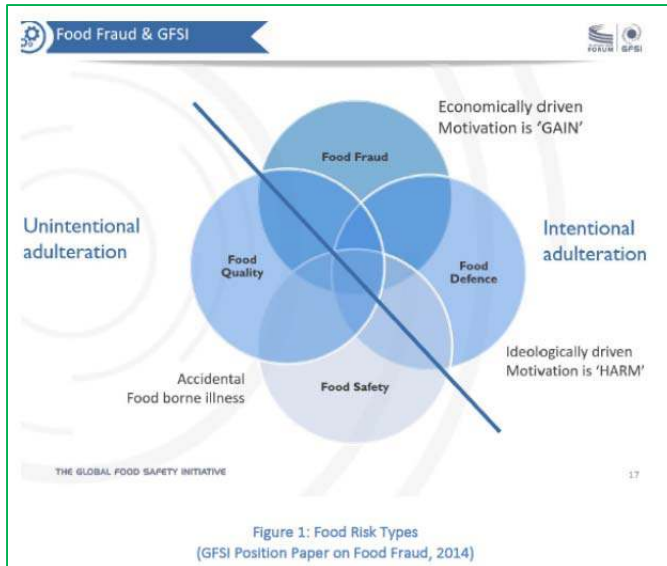 Food Fraud & GFSI
FORUM GFSI
Economically driven
Motivation is 'GAIN'
Food Fraud
Unintentional
adulteration
Intentional
adulteration
Food
Quality
Food
Defence
Ideologically driven
Motivation is 'HARM'
Accidental
Food borne illness
Food Safety
THE GLOBAL FOOD SAFETY INITIATIVE
17
Figure 1: Food Risk Types
(GFSI Position Paper on Food Fraud, 2014)